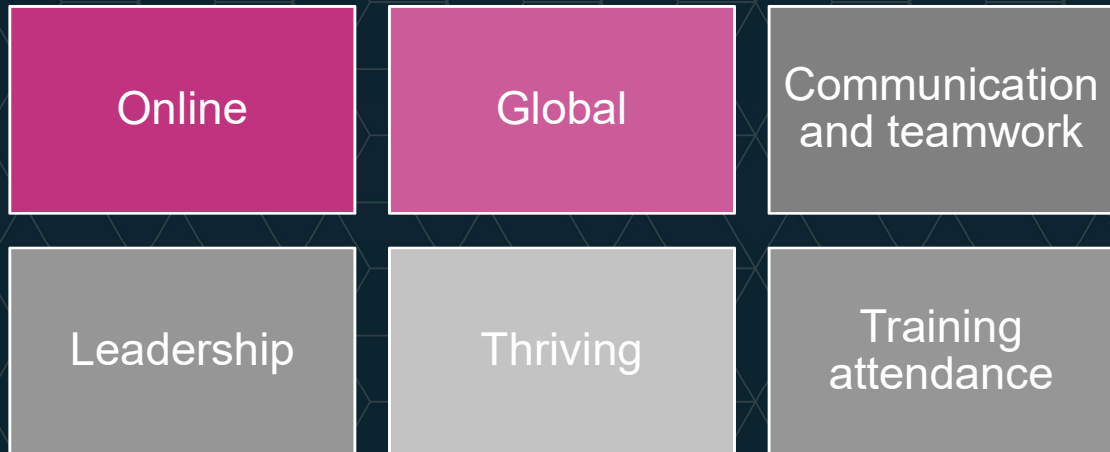 Online
Global
Communication
and teamwork
Leadership
Thriving
Training
attendance